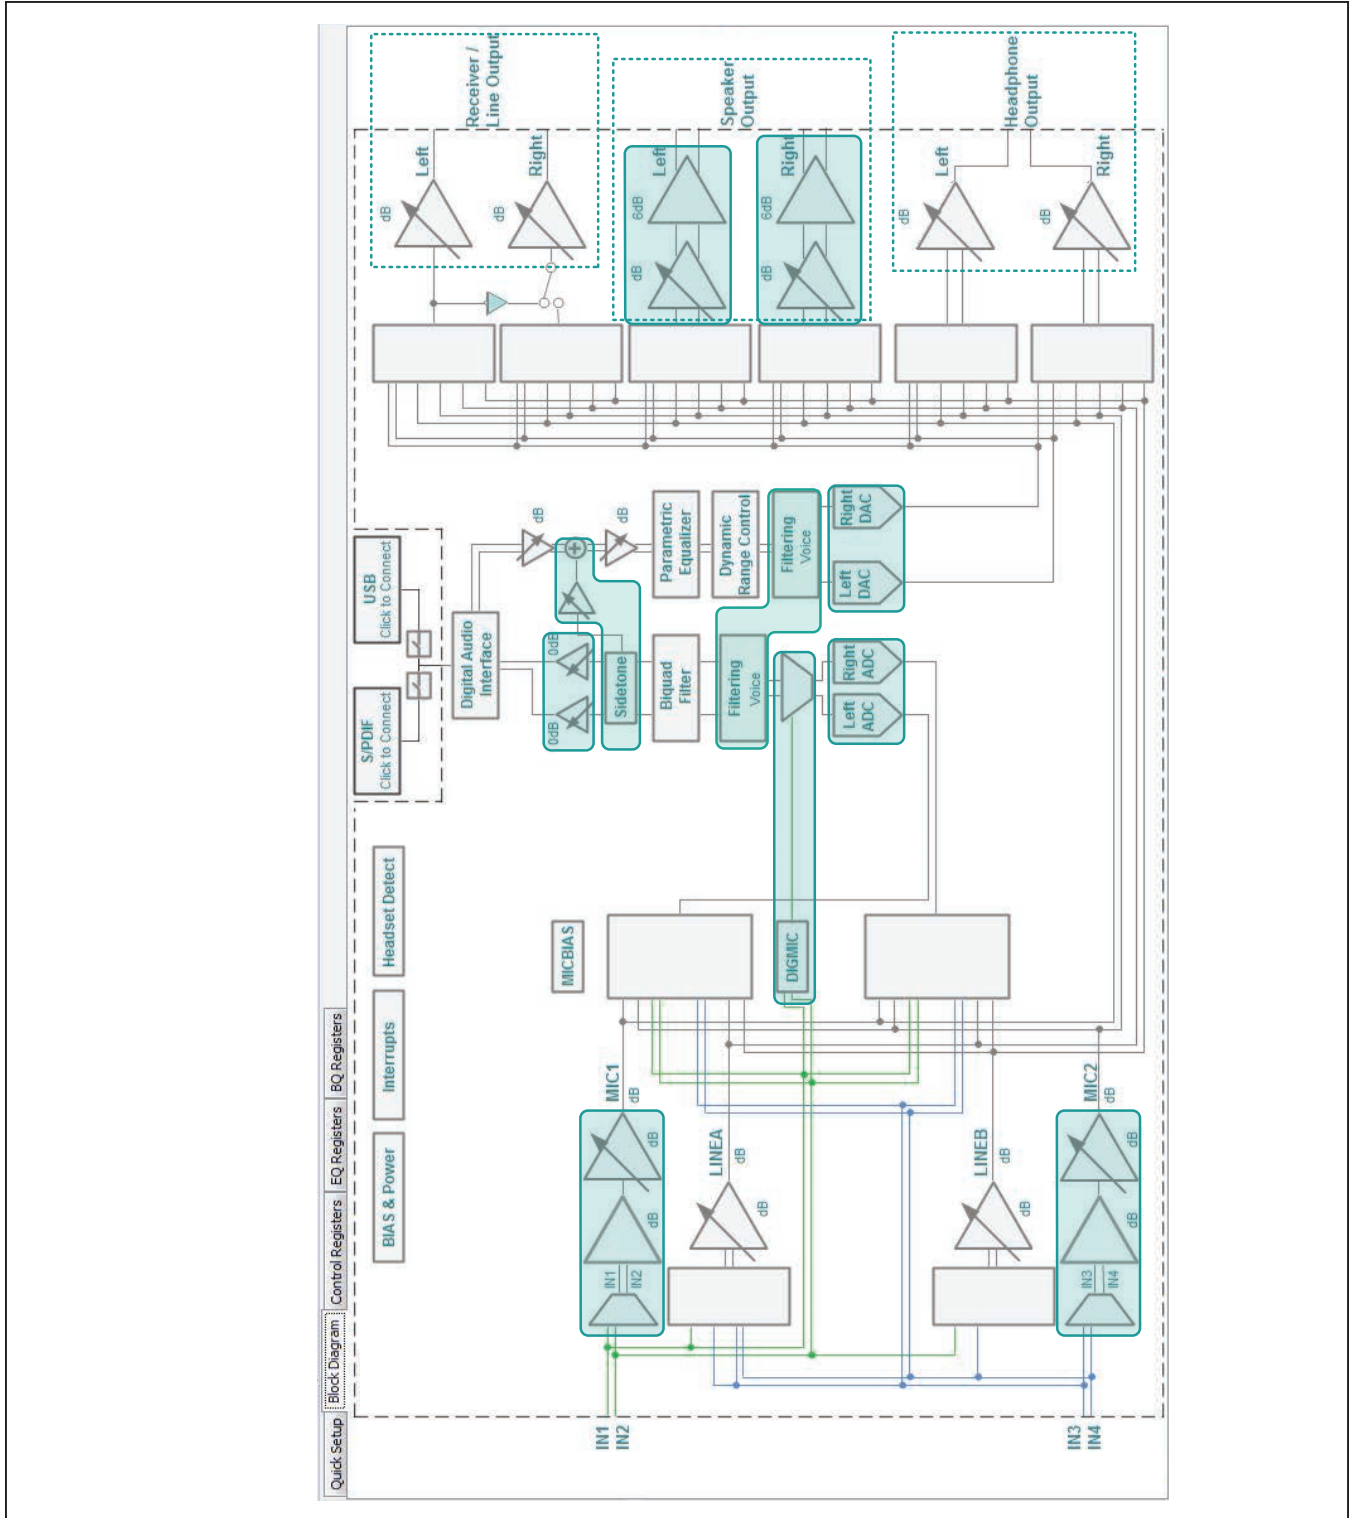 Quick Setup
Block Diagram
Control Registers
EQ Registers
BQ Registers
BIAS & Power
Interrupts
Headset Detect
S/PDIF
Click to Connect
USB
Click to Connect
Digital Audio
Interface
0dB
0dB
dB
dB
Sidetone
Biquad
Filter
Parametric
Equalizer
Dynamic
Range Control
Filtering
Voice
Filtering
Voice
Left
ADC
Right
ADC
Left
DAC
Right
DAC
MICBIAS
DIGMIC
IN1
IN2
IN1
IN2
dB
dB
MIC1
dB
LINEA
dB
dB
LINEB
dB
dB
IN3
IN4
IN3
IN4
dB
dB
MIC2
dB
dB
Left
dB
Right
Receiver /
Line Output
dB
6dB
Left
dB
6dB
Right
Speaker
Output
dB
Left
dB
Right
Headphone
Output